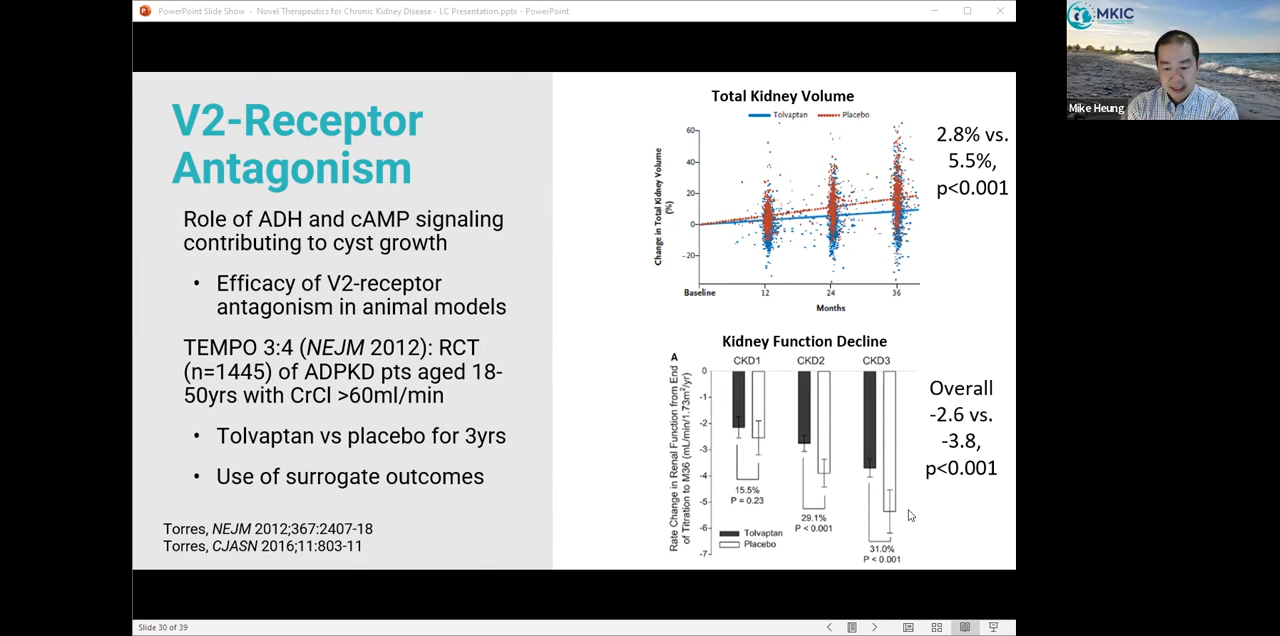 PowerPoint Slide Show - Novel Therapeutics for Chronic Kidney Disease - LC Presentation.pptx - PowerPoint
MKIC
Mike Heung
V2-Receptor
Antagonism
Role of ADH and cAMP signaling
contributing to cyst growth
• Efficacy of V2-receptor
antagonism in animal models
TEMPO 3:4 (NEJM 2012): RCT
(n=1445) of ADPKD pts aged 18-
50yrs with CrCl >60ml/min
• Tolvaptan vs placebo for 3yrs
• Use of surrogate outcomes
Torres, NEJM 2012;367:2407-18
Torres, CJASN 2016;11:803-11
Total Kidney Volume
Tolvaptan Placebo
Change in Total Kidney Volume
(%)
60
40
20
0
-20
Baseline 12 24 36
Months
2.8% vs.
5.5%,
p<0.001
Kidney Function Decline
A
CKD1 CKD2 CKD3
Rate Change in Renal Function from End
of Titration to M36 (mL/min/1.73m²/yr)
0
-1
-2
-3
-4
-5
-6
-7
15.5%
P = 0.23
29.1%
P < 0.001
31.0%
P < 0.001
Tolvaptan
Placebo
Overall
-2.6 vs.
-3.8,
p<0.001
Slide 30 of 39